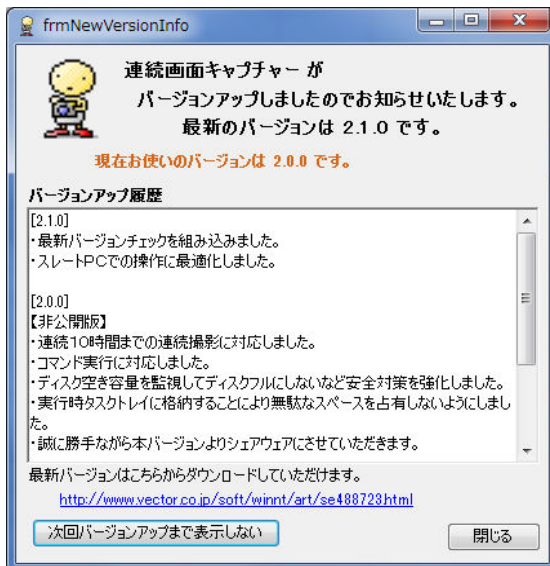 frmNewVersionInfo
連続画面キャプチャー が
バージョンアップしましたのでお知らせいたします。
最新のバージョンは 2.1.0 です。
現在お使いのバージョンは 2.0.0 です。
バージョンアップ履歴
[2.1.0]
・最新バージョンチェックを組み込みました。
・スレートPCでの操作に最適化しました。
[2.0.0]
【非公開版】
・連続10時間までの連続撮影に対応しました。
・コマンド実行に対応しました。
・ディスク空き容量を監視してディスクフルにしないなど安全対策を強化しました。
・実行時タスクトレイに格納することにより無駄なスペースを占有しないようにしまし
た。
・誠に勝手ながら本バージョンよりシェアウェアにさせていただきます。
最新バージョンはこちらからダウンロードしていただけます。
http://www.vector.co.jp/soft/winnt/art/se488723.html
次回バージョンアップまで表示しない
閉じる